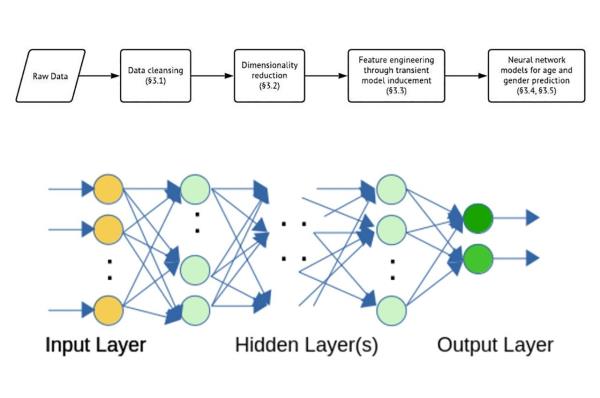 Raw Data
Data cleansing
(§3.1)
Dimensionality
reduction
(§3.2)
Feature engineering
through transient
model inducement
(§3.3)
Neural network
models for age and
gender prediction
(§3.4, §3.5)
Input Layer
Hidden Layer(s)
Output Layer